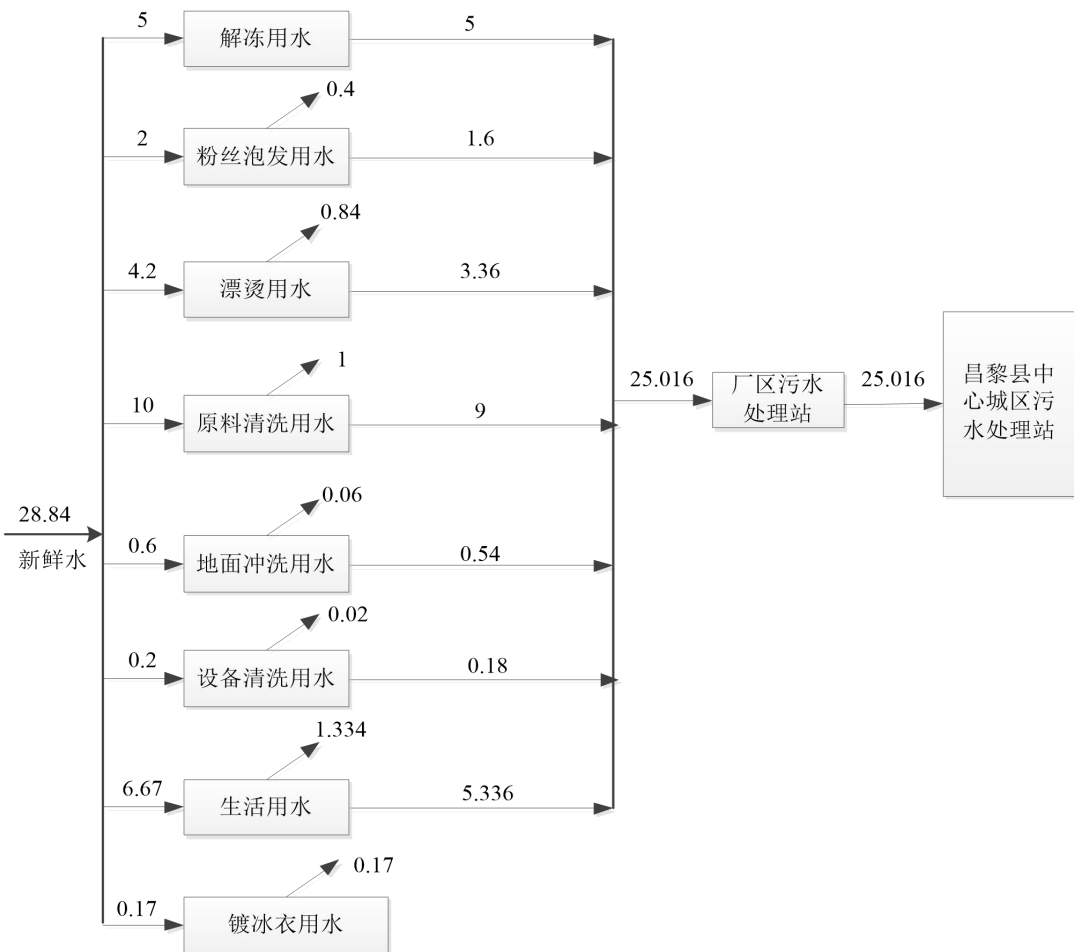 5
解冻用水
5
0.4
2
粉丝泡发用水
1.6
0.84
4.2
漂烫用水
3.36
1
10
原料清洗用水
9
25.016
厂区污水
处理站
25.016
昌黎县中
心城区污
水处理站
28.84
新鲜水
0.06
0.6
地面冲洗用水
0.54
0.02
0.2
设备清洗用水
0.18
1.334
6.67
生活用水
5.336
0.17
0.17
镀冰衣用水